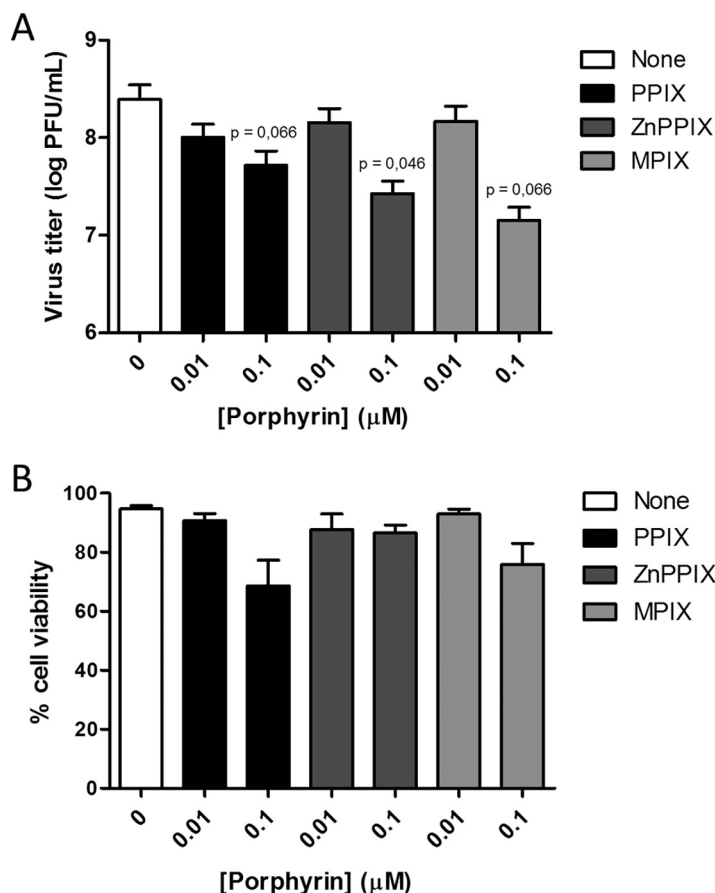 A
Virus titer (log PFU/mL)
9
8
7
6
p = 0,066
p = 0,046
p = 0,066
0
0.01
0.1
0.01
0.1
0.01
0.1
[Porphyrin] (μM)
None
PPIX
ZnPPIX
MPIX
B
% cell viability
100
80
60
40
20
0
0
0.01
0.1
0.01
0.1
0.01
0.1
[Porphyrin] (μM)
None
PPIX
ZnPPIX
MPIX